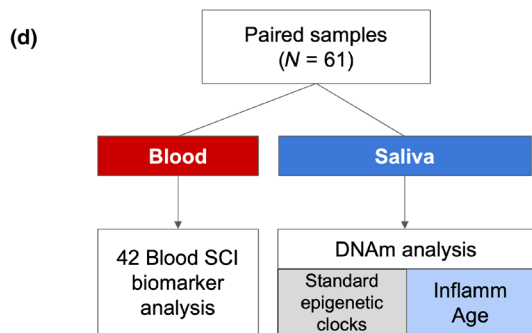 (d)
Paired samples
(N = 61)
Blood
Saliva
42 Blood SCI
biomarker
analysis
DNAm analysis
Standard
epigenetic
clocks
Inflamm
Age